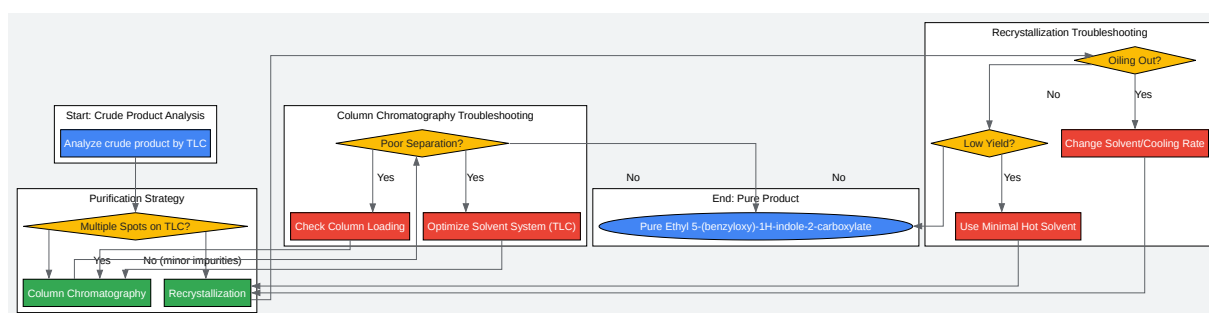 Recrystallization Troubleshooting
Oiling Out?
No
Yes
Start: Crude Product Analysis
Analyze crude product by TLC
Column Chromatography Troubleshooting
Poor Separation?
Low Yield?
Change Solvent/Cooling Rate
Yes
Yes
No
No
Yes
Purification Strategy
Multiple Spots on TLC?
Check Column Loading
Optimize Solvent System (TLC)
End: Pure Product
Pure Ethyl 5-(benzyloxy)-1H-indole-2-carboxylate
Use Minimal Hot Solvent
Yes
No (minor impurities)
Column Chromatography
Recrystallization